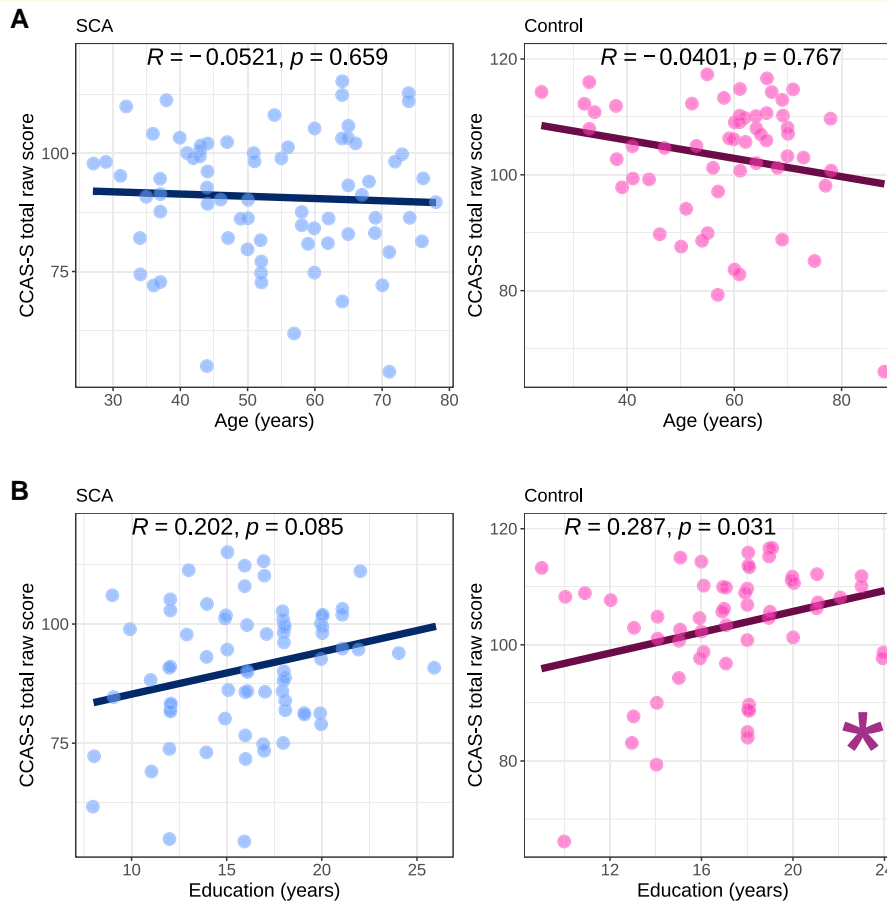 A
SCA
Control
R = −0.0521, p = 0.659
R = −0.0401, p = 0.767
CCAS-S total raw score
100
75
30 40 50 60 70 80
Age (years)
CCAS-S total raw score
120
100
80
40 60 80
Age (years)
B
SCA
Control
R = 0.202, p = 0.085
R = 0.287, p = 0.031
CCAS-S total raw score
100
75
10 15 20 25
Education (years)
CCAS-S total raw score
120
100
80
*
12 16 20 24
Education (years)